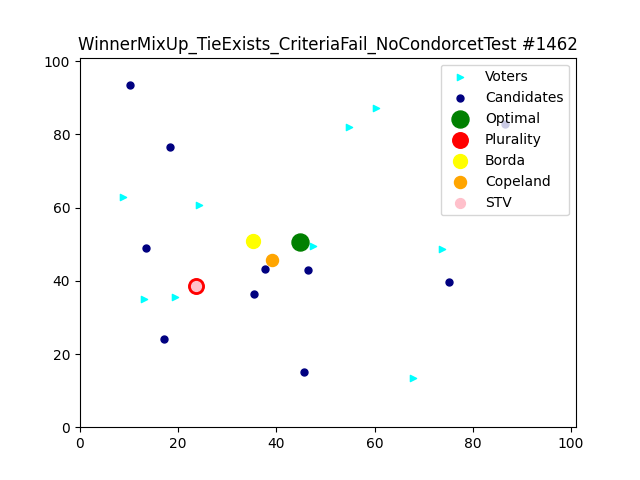 WinnerMixUp_TieExists_CriteriaFail_NoCondorcetTest #1462
100
80
60
40
20
0
0 20 40 60 80 100
Voters
Candidates
Optimal
Plurality
Borda
Copeland
STV